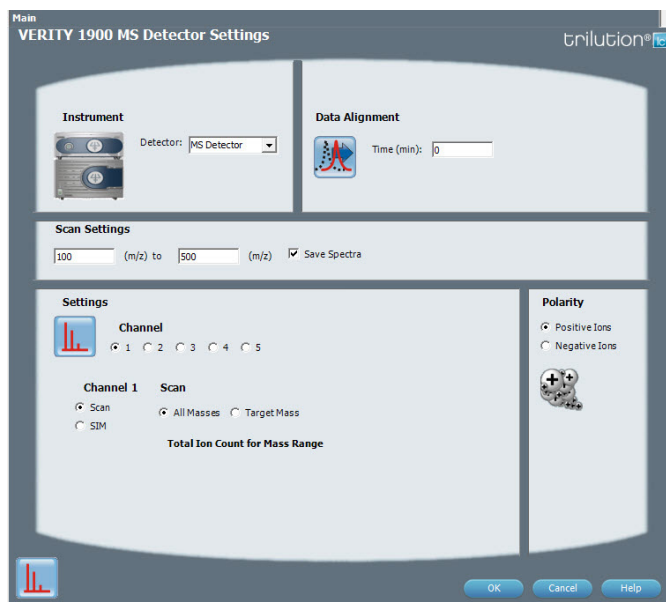 Main
VERITY 1900 MS Detector Settings
trilution® lc
Instrument
Detector: MS Detector
Data Alignment
Time (min): 0
Scan Settings
100 (m/z) to 500 (m/z) Save Spectra
Settings
Channel
1 2 3 4 5
Channel 1 Scan
Scan
SIM
All Masses Target Mass
Total Ion Count for Mass Range
Polarity
Positive Ions
Negative Ions
OK Cancel Help